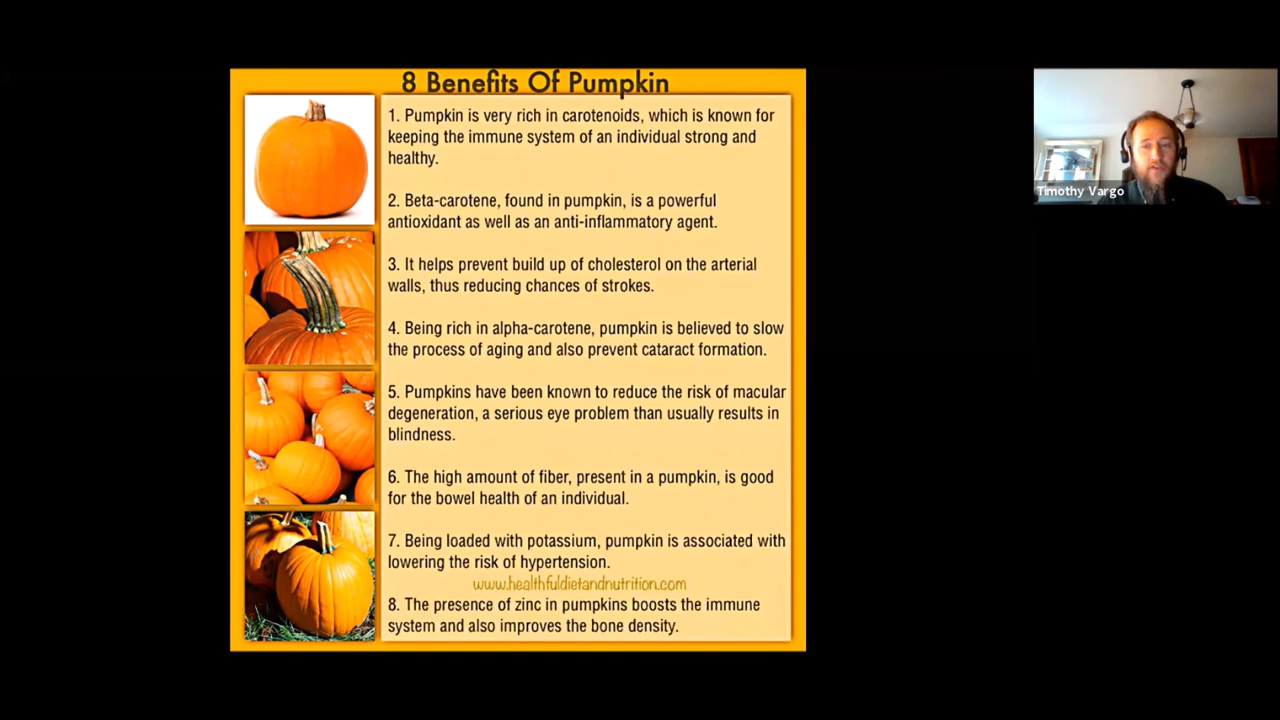 8 Benefits Of Pumpkin
1. Pumpkin is very rich in carotenoids, which is known for
keeping the immune system of an individual strong and
healthy.
2. Beta-carotene, found in pumpkin, is a powerful
antioxidant as well as an anti-inflammatory agent.
3. It helps prevent build up of cholesterol on the arterial
walls, thus reducing chances of strokes.
4. Being rich in alpha-carotene, pumpkin is believed to slow
the process of aging and also prevent cataract formation.
5. Pumpkins have been known to reduce the risk of macular
degeneration, a serious eye problem than usually results in
blindness.
6. The high amount of fiber, present in a pumpkin, is good
for the bowel health of an individual.
7. Being loaded with potassium, pumpkin is associated with
lowering the risk of hypertension.
www.healthfuldietandnutrition.com
8. The presence of zinc in pumpkins boosts the immune
system and also improves the bone density.
Timothy Vargo